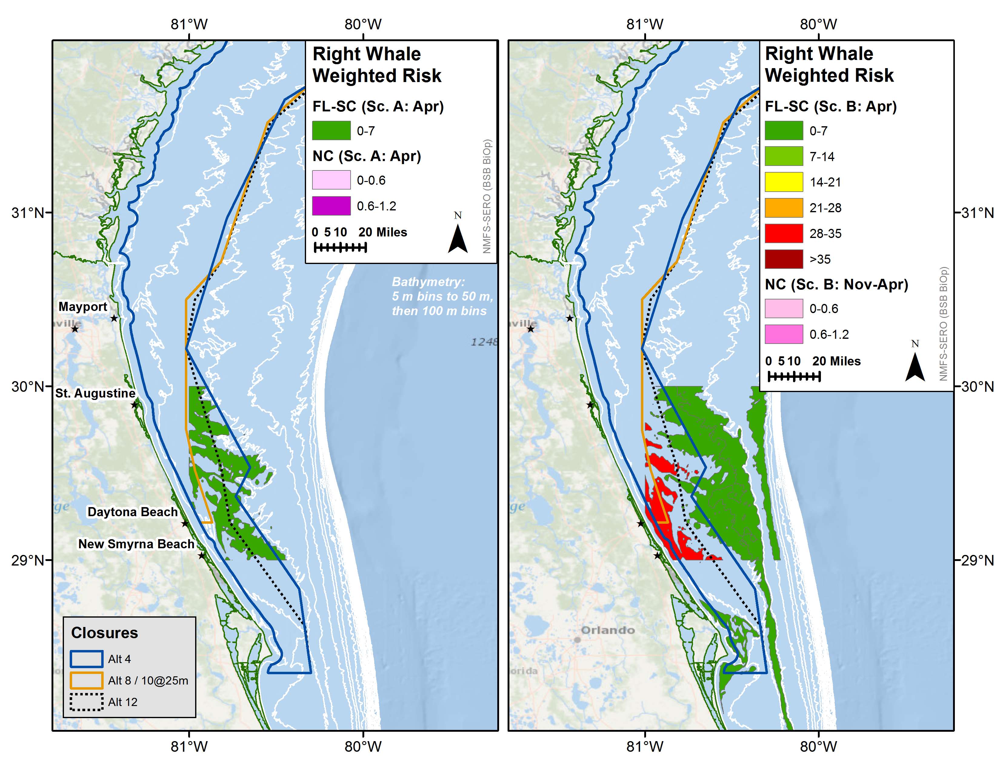 81°W
80°W
81°W
80°W
Right Whale
Weighted Risk
FL-SC (Sc. A: Apr)
0-7
NC (Sc. A: Apr)
0-0.6
0.6-1.2
0 5 10 20 Miles
N
NMFS-SERO (BSB BiOp)
Bathymetry:
5 m bins to 50 m,
then 100 m bins
1248
31°N
30°N
29°N
Mayport
ville
St. Augustine
ge
Daytona Beach
New Smyrna Beach
Closures
Alt 4
Alt 8 / 10@25m
Alt 12
Right Whale
Weighted Risk
FL-SC (Sc. B: Apr)
0-7
7-14
14-21
21-28
28-35
>35
NC (Sc. B: Nov-Apr)
0-0.6
0.6-1.2
0 5 10 20 Miles
N
NMFS-SERO (BSB BiOp)
ville
ge
Orlando
orida
31°N
30°N
29°N
81°W
80°W
81°W
80°W